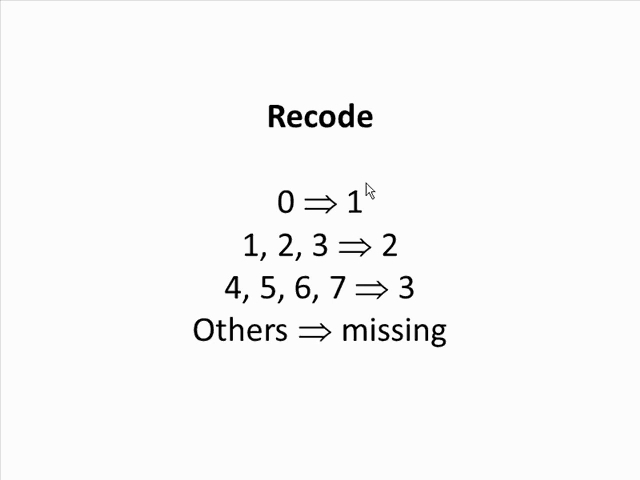 Recode
0 ⇒ 1
1, 2, 3 ⇒ 2
4, 5, 6, 7 ⇒ 3
Others ⇒ missing